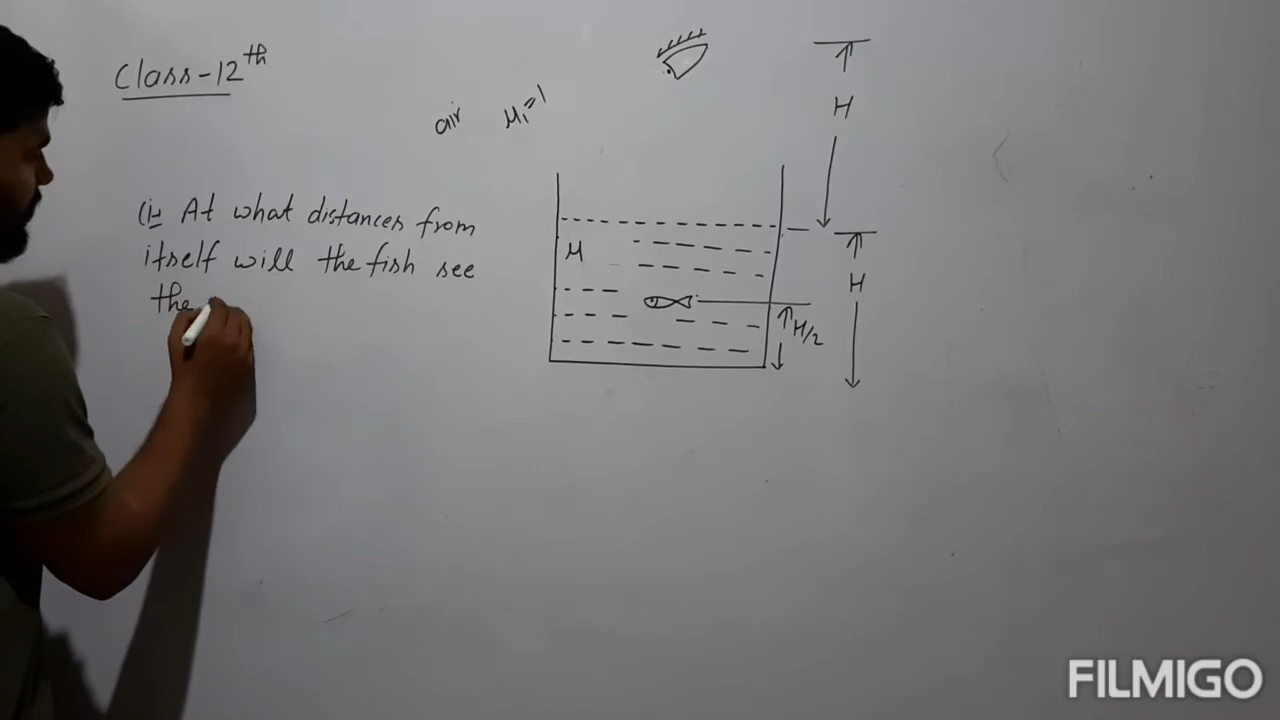 Class-12th
air μ₁=1
H
(i:- At what distances from
itself will the fish see
the
μ
H
H/2
FILMIGO